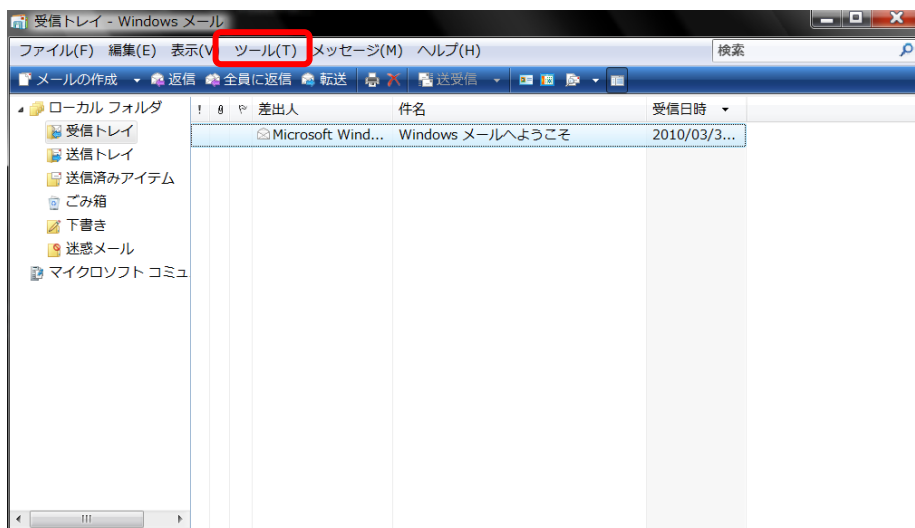 受信トレイ - Windows メール
ファイル(F) 編集(E) 表示(V ツール(T) メッセージ(M) ヘルプ(H) 検索
メールの作成 返信 全員に返信 転送 送受信
ローカル フォルダ
受信トレイ
送信トレイ
送信済みアイテム
ごみ箱
下書き
迷惑メール
マイクロソフト コミュ
! 差出人 件名 受信日時
Microsoft Wind... Windows メールへようこそ 2010/03/3...